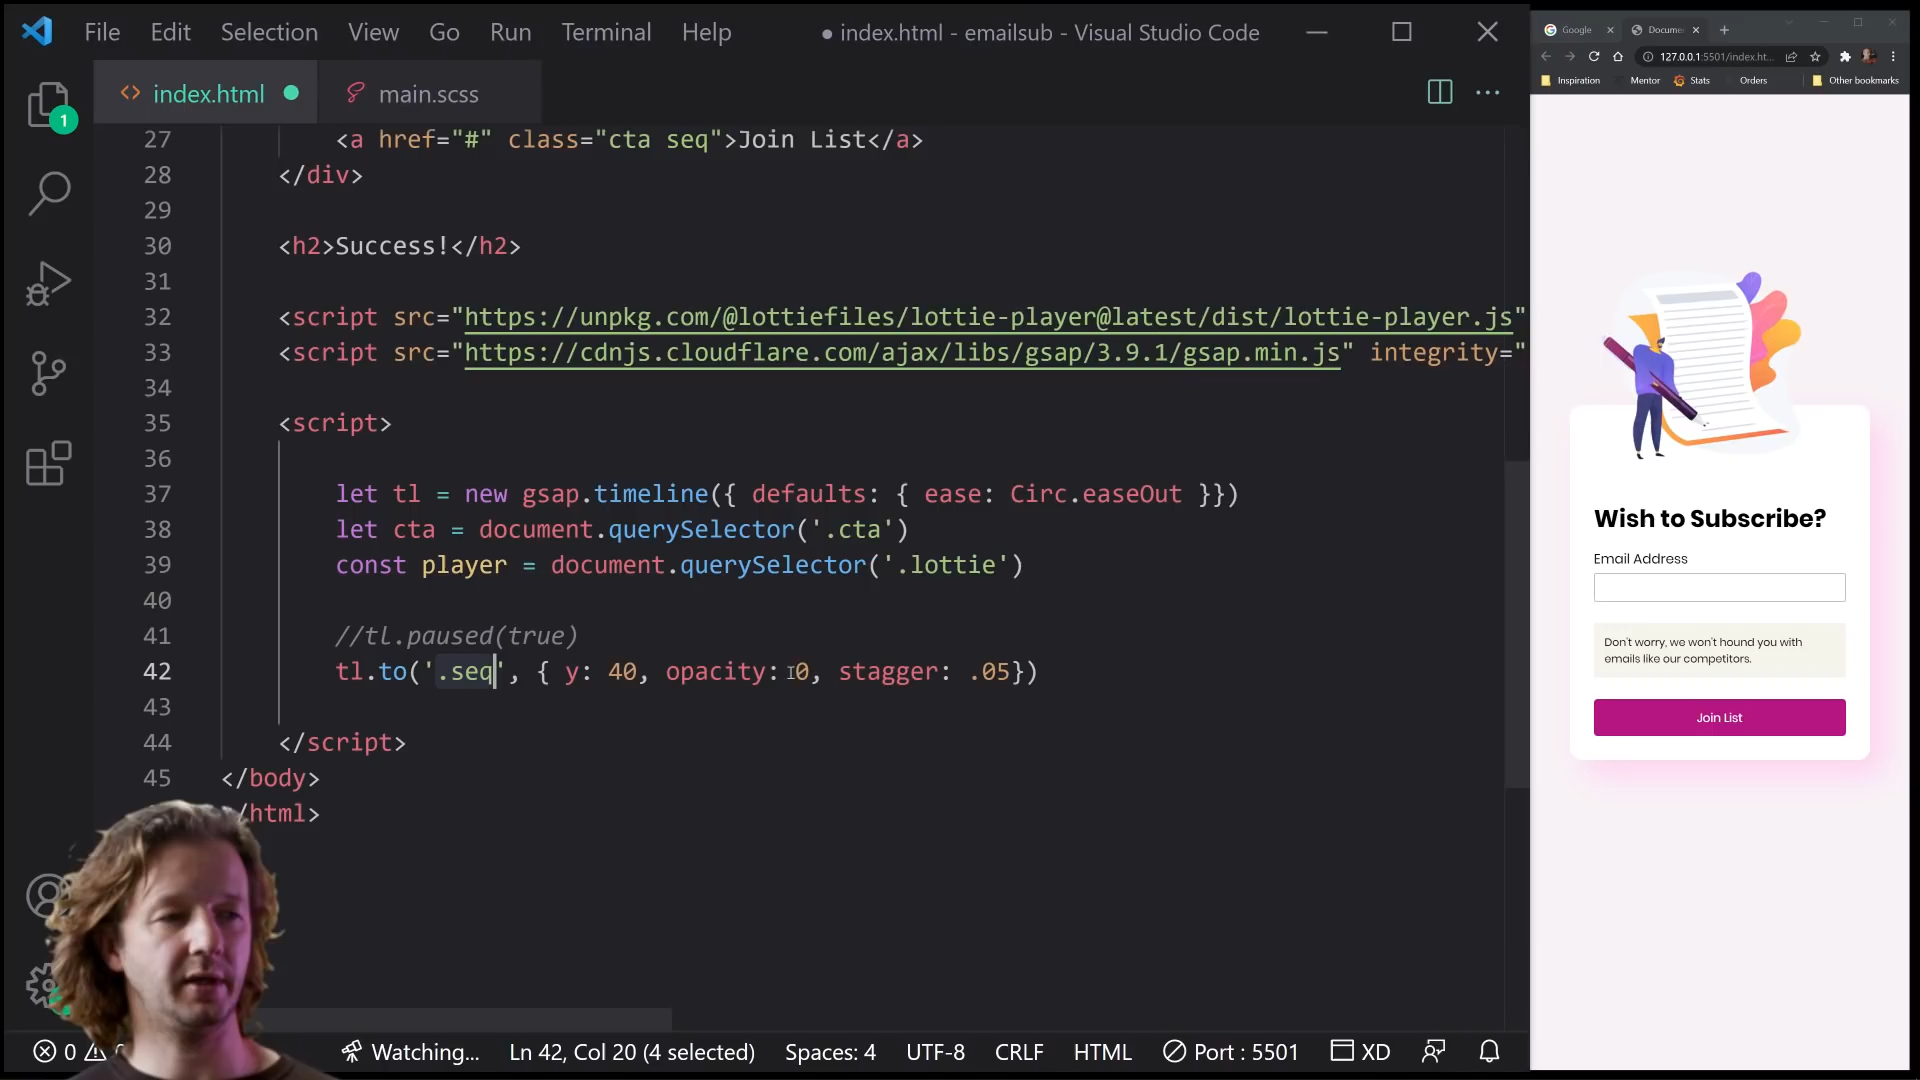 File Edit Selection View Go Run Terminal Help ● index.html - emailsub - Visual Studio Code
<> index.html ● main.scss
1
27 <a href="#" class="cta seq">Join List</a>
28 </div>
29
30 <h2>Success!</h2>
31
32 <script src="https://unpkg.com/@lottiefiles/lottie-player@latest/dist/lottie-player.js"
33 <script src="https://cdnjs.cloudflare.com/ajax/libs/gsap/3.9.1/gsap.min.js" integrity="
34
35 <script>
36
37 let tl = new gsap.timeline({ defaults: { ease: Circ.easeOut }})
38 let cta = document.querySelector('.cta')
39 const player = document.querySelector('.lottie')
40
41 //tl.paused(true)
42 tl.to('.seq', { y: 40, opacity: 0, stagger: .05})
43
44 </script>
45 </body>
/html>
0 Watching... Ln 42, Col 20 (4 selected) Spaces: 4 UTF-8 CRLF HTML Port : 5501 XD
Google Docume
127.0.0.1:5501/index.ht...
Inspiration Mentor Stats Orders Other bookmarks
Wish to Subscribe?
Email Address
Don't worry, we won't hound you with
emails like our competitors.
Join List